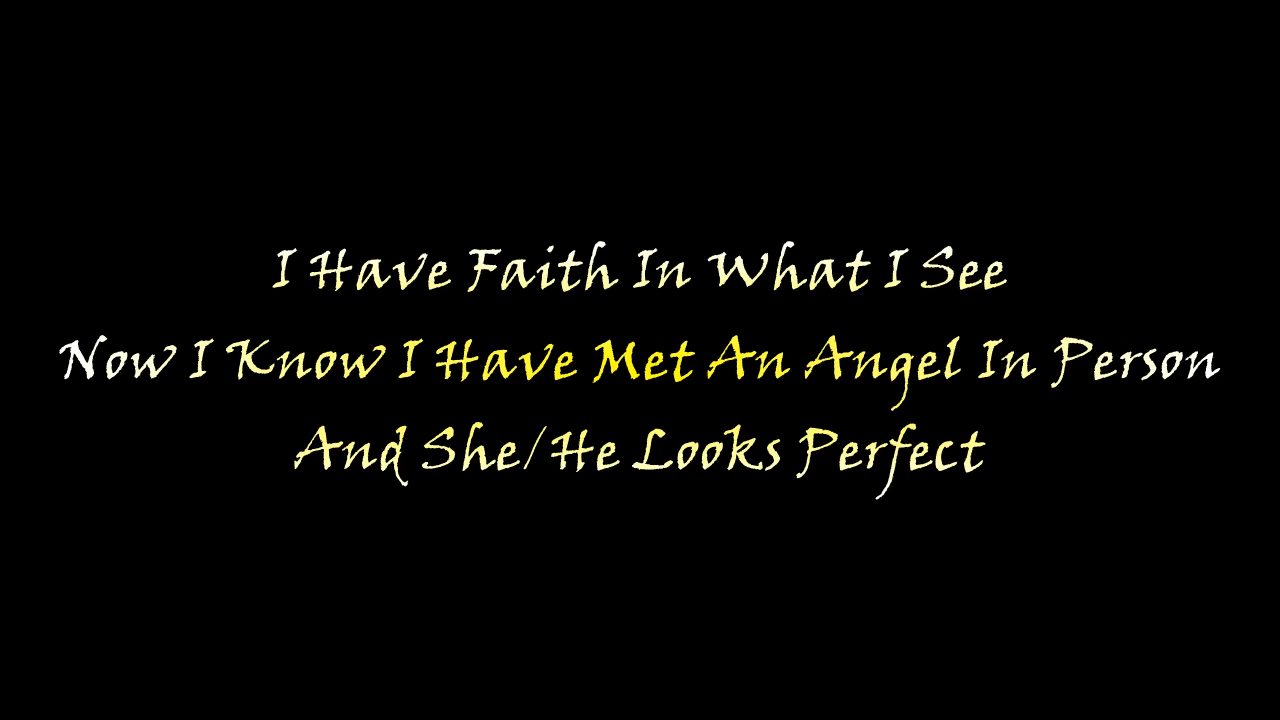 I Have Faith In What I See
Now I Know I Have Met An Angel In Person
And She/He Looks Perfect